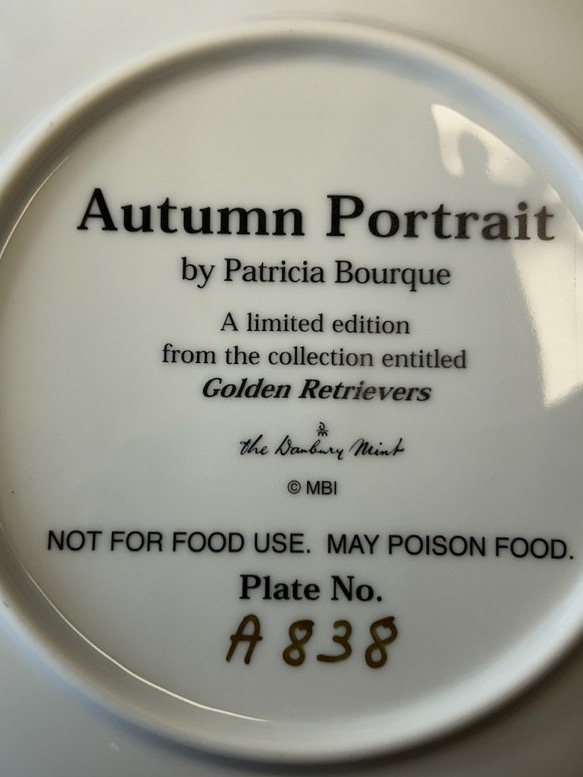 Autumn Portrait
by Patricia Bourque
A limited edition
from the collection entitled
Golden Retrievers
the Danbury Mint
© MBI
NOT FOR FOOD USE. MAY POISON FOOD.
Plate No.
A838